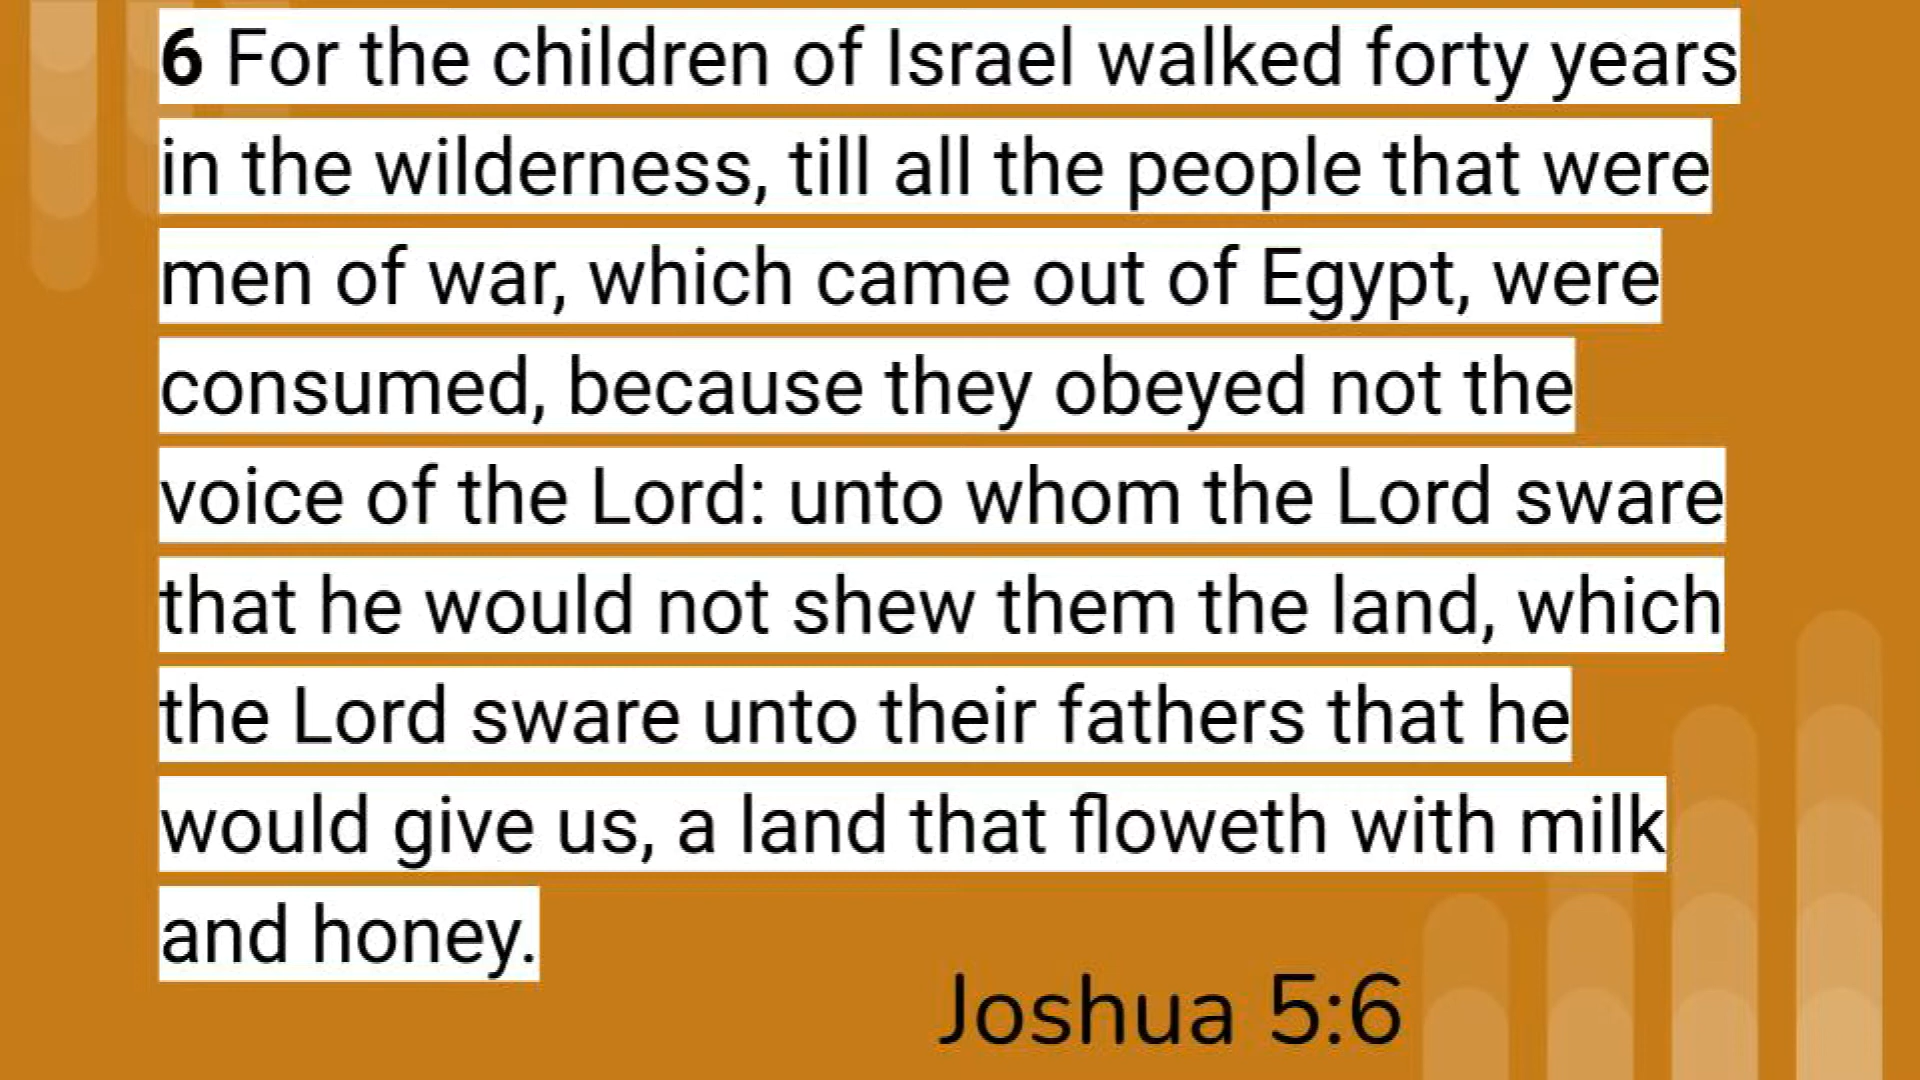 6 For the children of Israel walked forty years
in the wilderness, till all the people that were
men of war, which came out of Egypt, were
consumed, because they obeyed not the
voice of the Lord: unto whom the Lord sware
that he would not shew them the land, which
the Lord sware unto their fathers that he
would give us, a land that floweth with milk
and honey.
Joshua 5:6